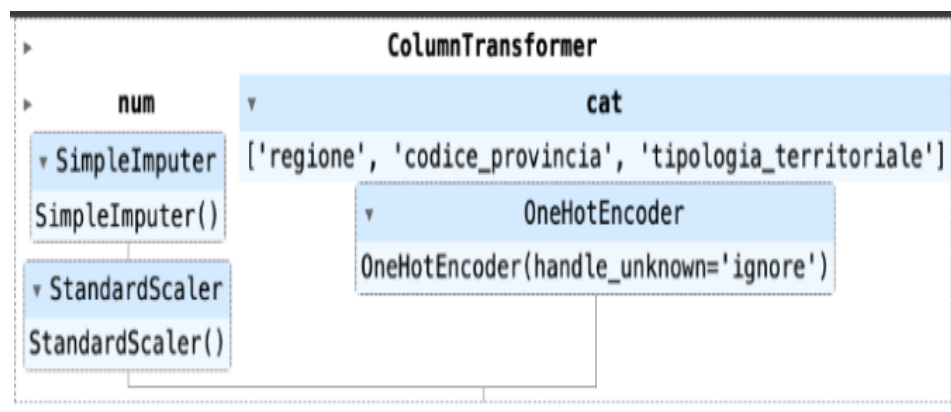 ColumnTransformer
num
cat
['regione', 'codice_provincia', 'tipologia_territoriale']
SimpleImputer
SimpleImputer()
OneHotEncoder
OneHotEncoder(handle_unknown='ignore')
StandardScaler
StandardScaler()